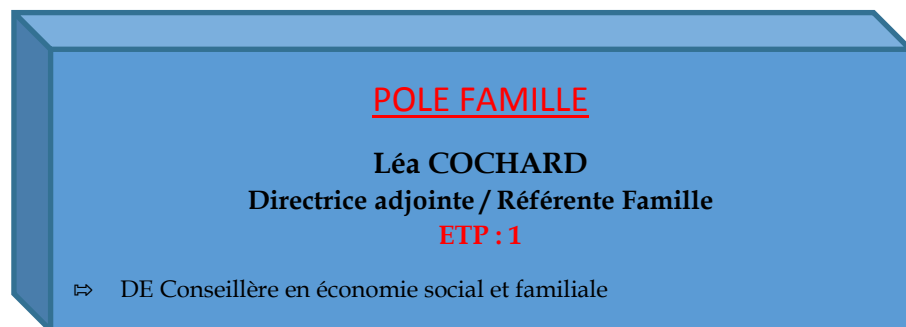 POLE FAMILLE
Léa COCHARD
Directrice adjointe / Référente Famille
ETP : 1
⇨ DE Conseillère en économie social et familiale